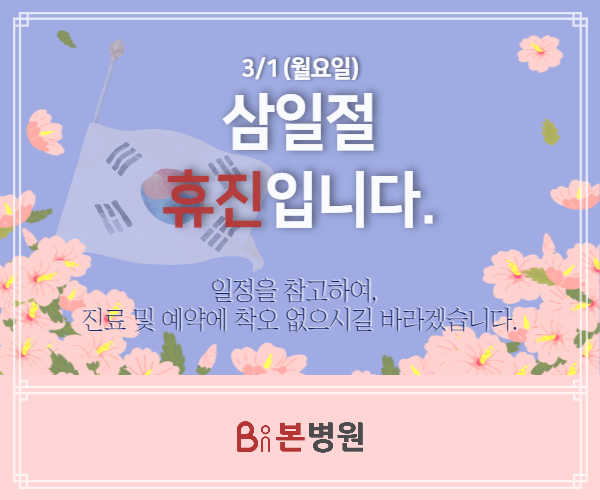 3/1 (월요일)
삼일절
휴진입니다.
일정을 참고하여,
진료 및 예약에 착오 없으시길 바라겠습니다.
Bon 본병원